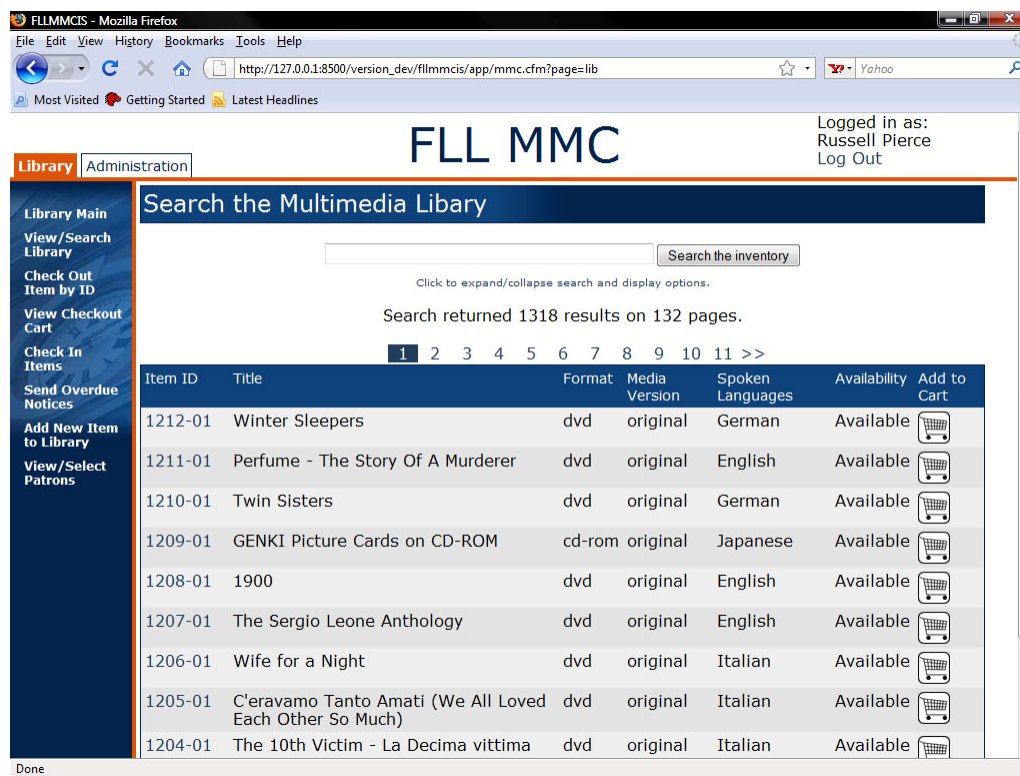 FLLMMCIS - Mozilla Firefox
File Edit View History Bookmarks Tools Help
http://127.0.0.1:8500/version_dev/fllmmcis/app/mmc.cfm?page=lib
Yahoo
Most Visited Getting Started Latest Headlines
FLL MMC
Logged in as:
Russell Pierce
Log Out
Library Administration
Library Main
View/Search
Library
Check Out
Item by ID
View Checkout
Cart
Check In
Items
Send Overdue
Notices
Add New Item
to Library
View/Select
Patrons
Search the Multimedia Libary
Search the inventory
Click to expand/collapse search and display options.
Search returned 1318 results on 132 pages.
1 2 3 4 5 6 7 8 9 10 11 >>
Item ID Title Format Media Version Spoken Languages Availability Add to Cart
1212-01 Winter Sleepers dvd original German Available
1211-01 Perfume - The Story Of A Murderer dvd original English Available
1210-01 Twin Sisters dvd original German Available
1209-01 GENKI Picture Cards on CD-ROM cd-rom original Japanese Available
1208-01 1900 dvd original English Available
1207-01 The Sergio Leone Anthology dvd original English Available
1206-01 Wife for a Night dvd original Italian Available
1205-01 C'eravamo Tanto Amati (We All Loved dvd original Italian Available
Each Other So Much)
1204-01 The 10th Victim - La Decima vittima dvd original Italian Available
Done